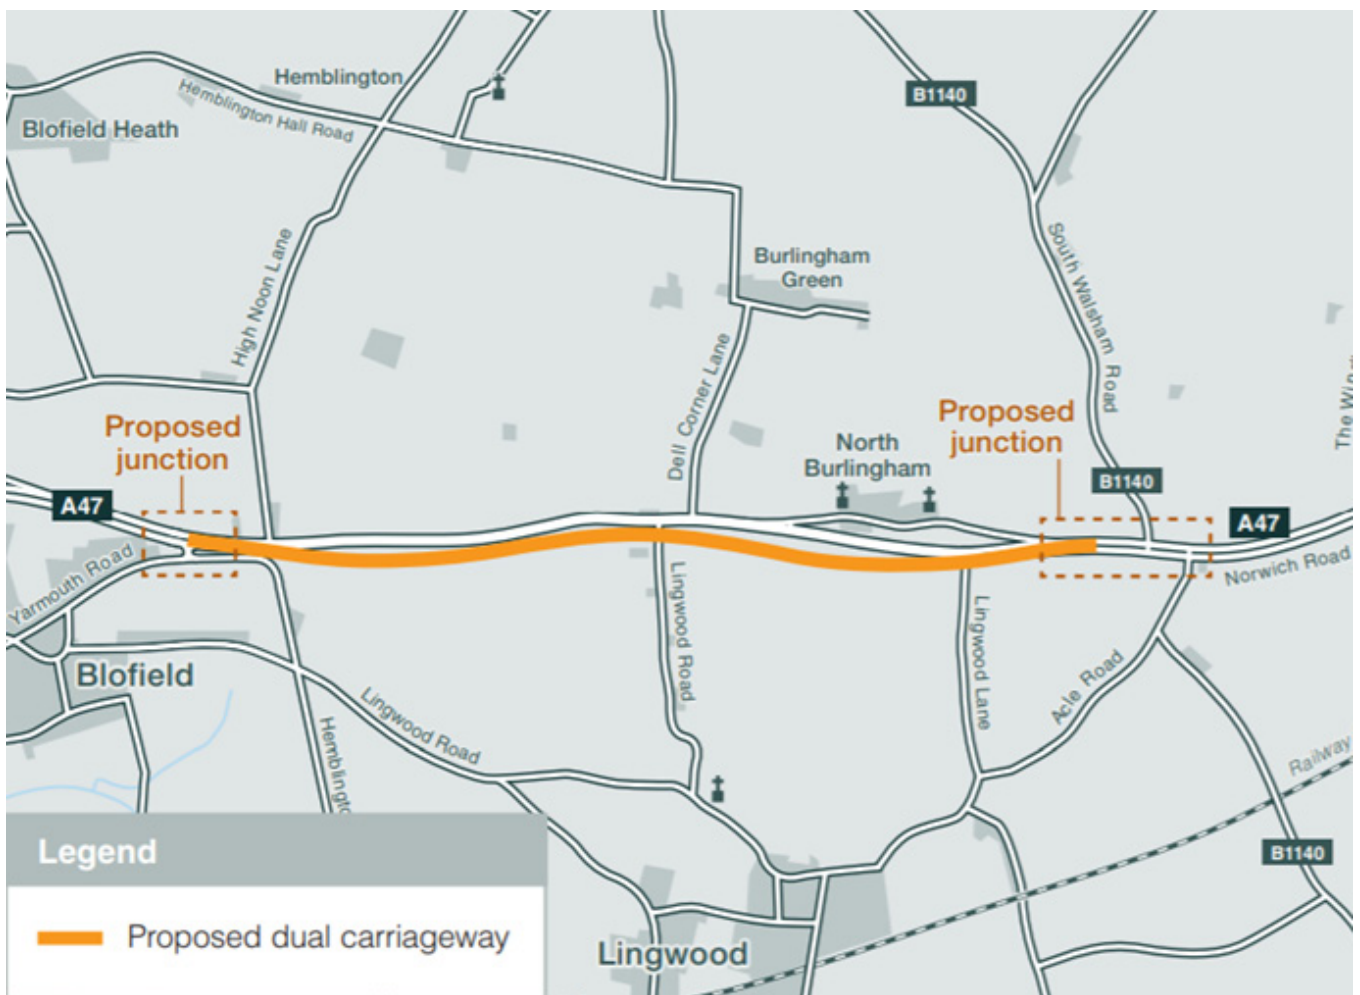 B1140
Hemblington
Hemblington Hall Road
Blofield Heath
Burlingham
Green
South Walsham Road
High Noon Lane
Dell Corner Lane
Proposed
junction
Proposed
junction
North
Burlingham
B1140
A47
A47
Yarmouth Road
Norwich Road
Lingwood Road
Lingwood Lane
Acle Road
Blofield
Lingwood Road
Railway
B1140
Legend
Proposed dual carriageway
Lingwood